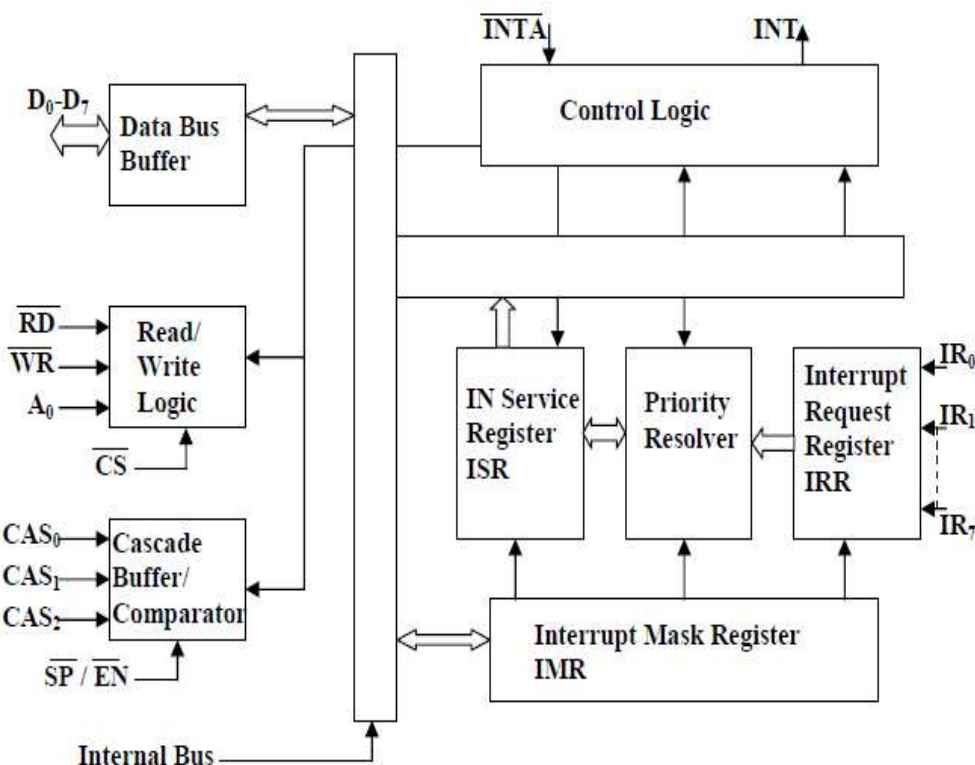 INTA INT
Control Logic
D₀-D₇
Data Bus
Buffer
RD
WR
A₀
Read/
Write
Logic
CS
IN Service
Register
ISR
Priority
Resolver
Interrupt
Request
Register
IRR
IR₀
IR₁
IR₇
CAS₀
CAS₁
CAS₂
Cascade
Buffer/
Comparator
SP / EN
Interrupt Mask Register
IMR
Internal Bus